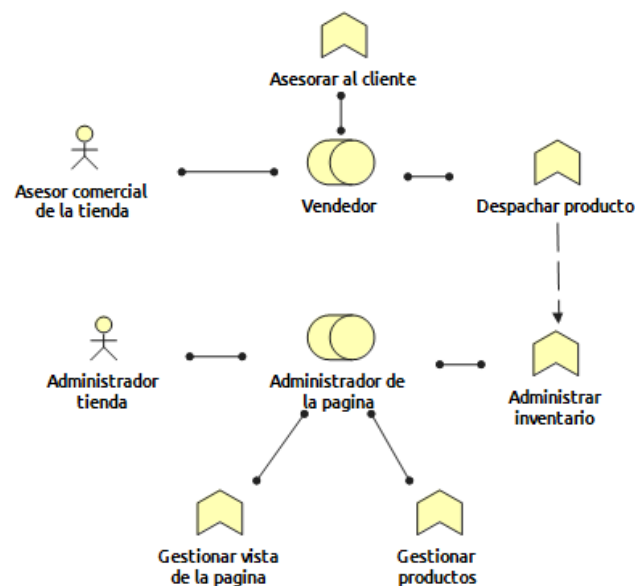 Asesorar al cliente
Asesor comercial
de la tienda
Vendedor
Despachar producto
Administrador
tienda
Administrador de
la pagina
Administrar
inventario
Gestionar vista
de la pagina
Gestionar
productos